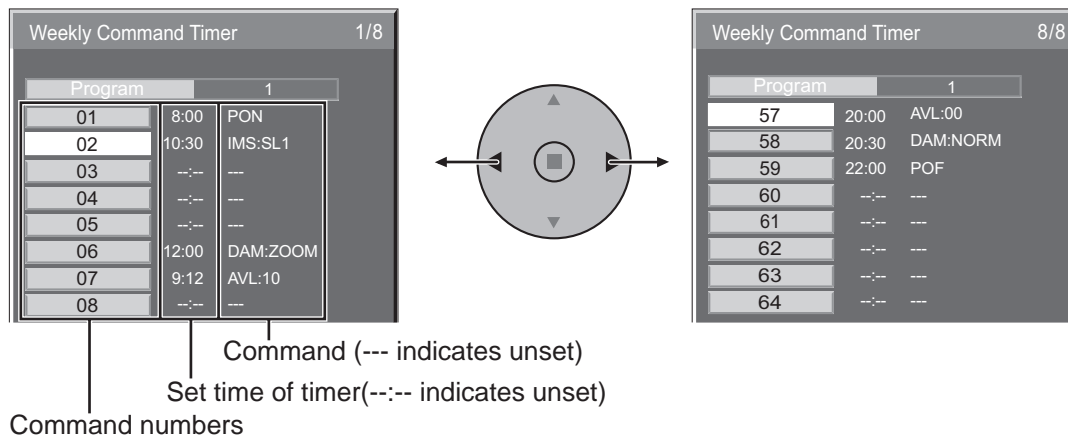 Weekly Command Timer 1/8
Program 1
01 8:00 PON
02 10:30 IMS:SL1
03 --:-- ---
04 --:-- ---
05 --:-- ---
06 12:00 DAM:ZOOM
07 9:12 AVL:10
08 --:-- ---
Command (--- indicates unset)
Set time of timer(--:-- indicates unset)
Command numbers
Weekly Command Timer 8/8
Program 1
57 20:00 AVL:00
58 20:30 DAM:NORM
59 22:00 POF
60 --:-- ---
61 --:-- ---
62 --:-- ---
63 --:-- ---
64 --:-- ---